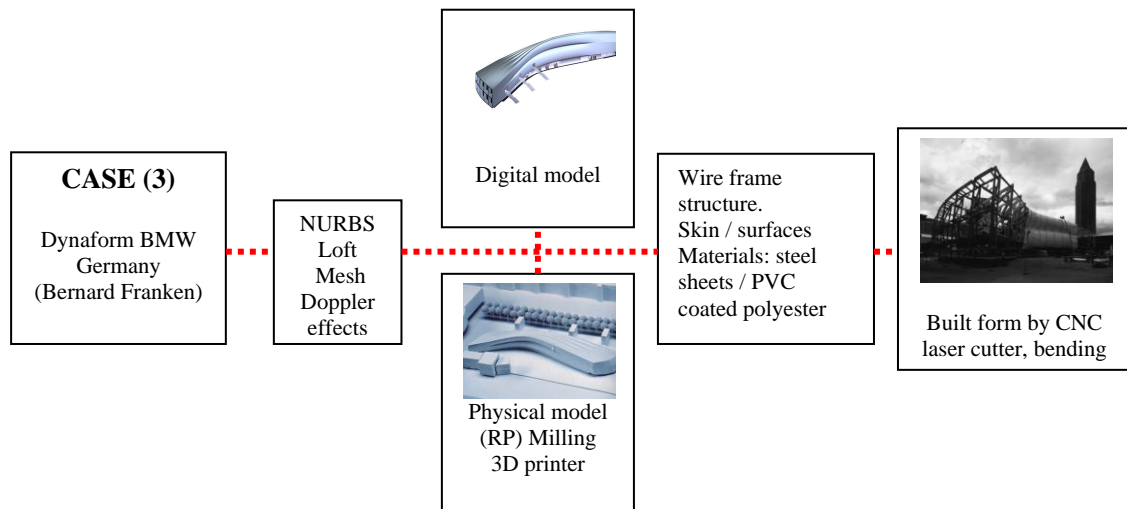 CASE (3)
Dynaform BMW
Germany
(Bernard Franken)
NURBS
Loft
Mesh
Doppler
effects
Digital model
Physical model
(RP) Milling
3D printer
Wire frame
structure.
Skin / surfaces
Materials: steel
sheets / PVC
coated polyester
Built form by CNC
laser cutter, bending